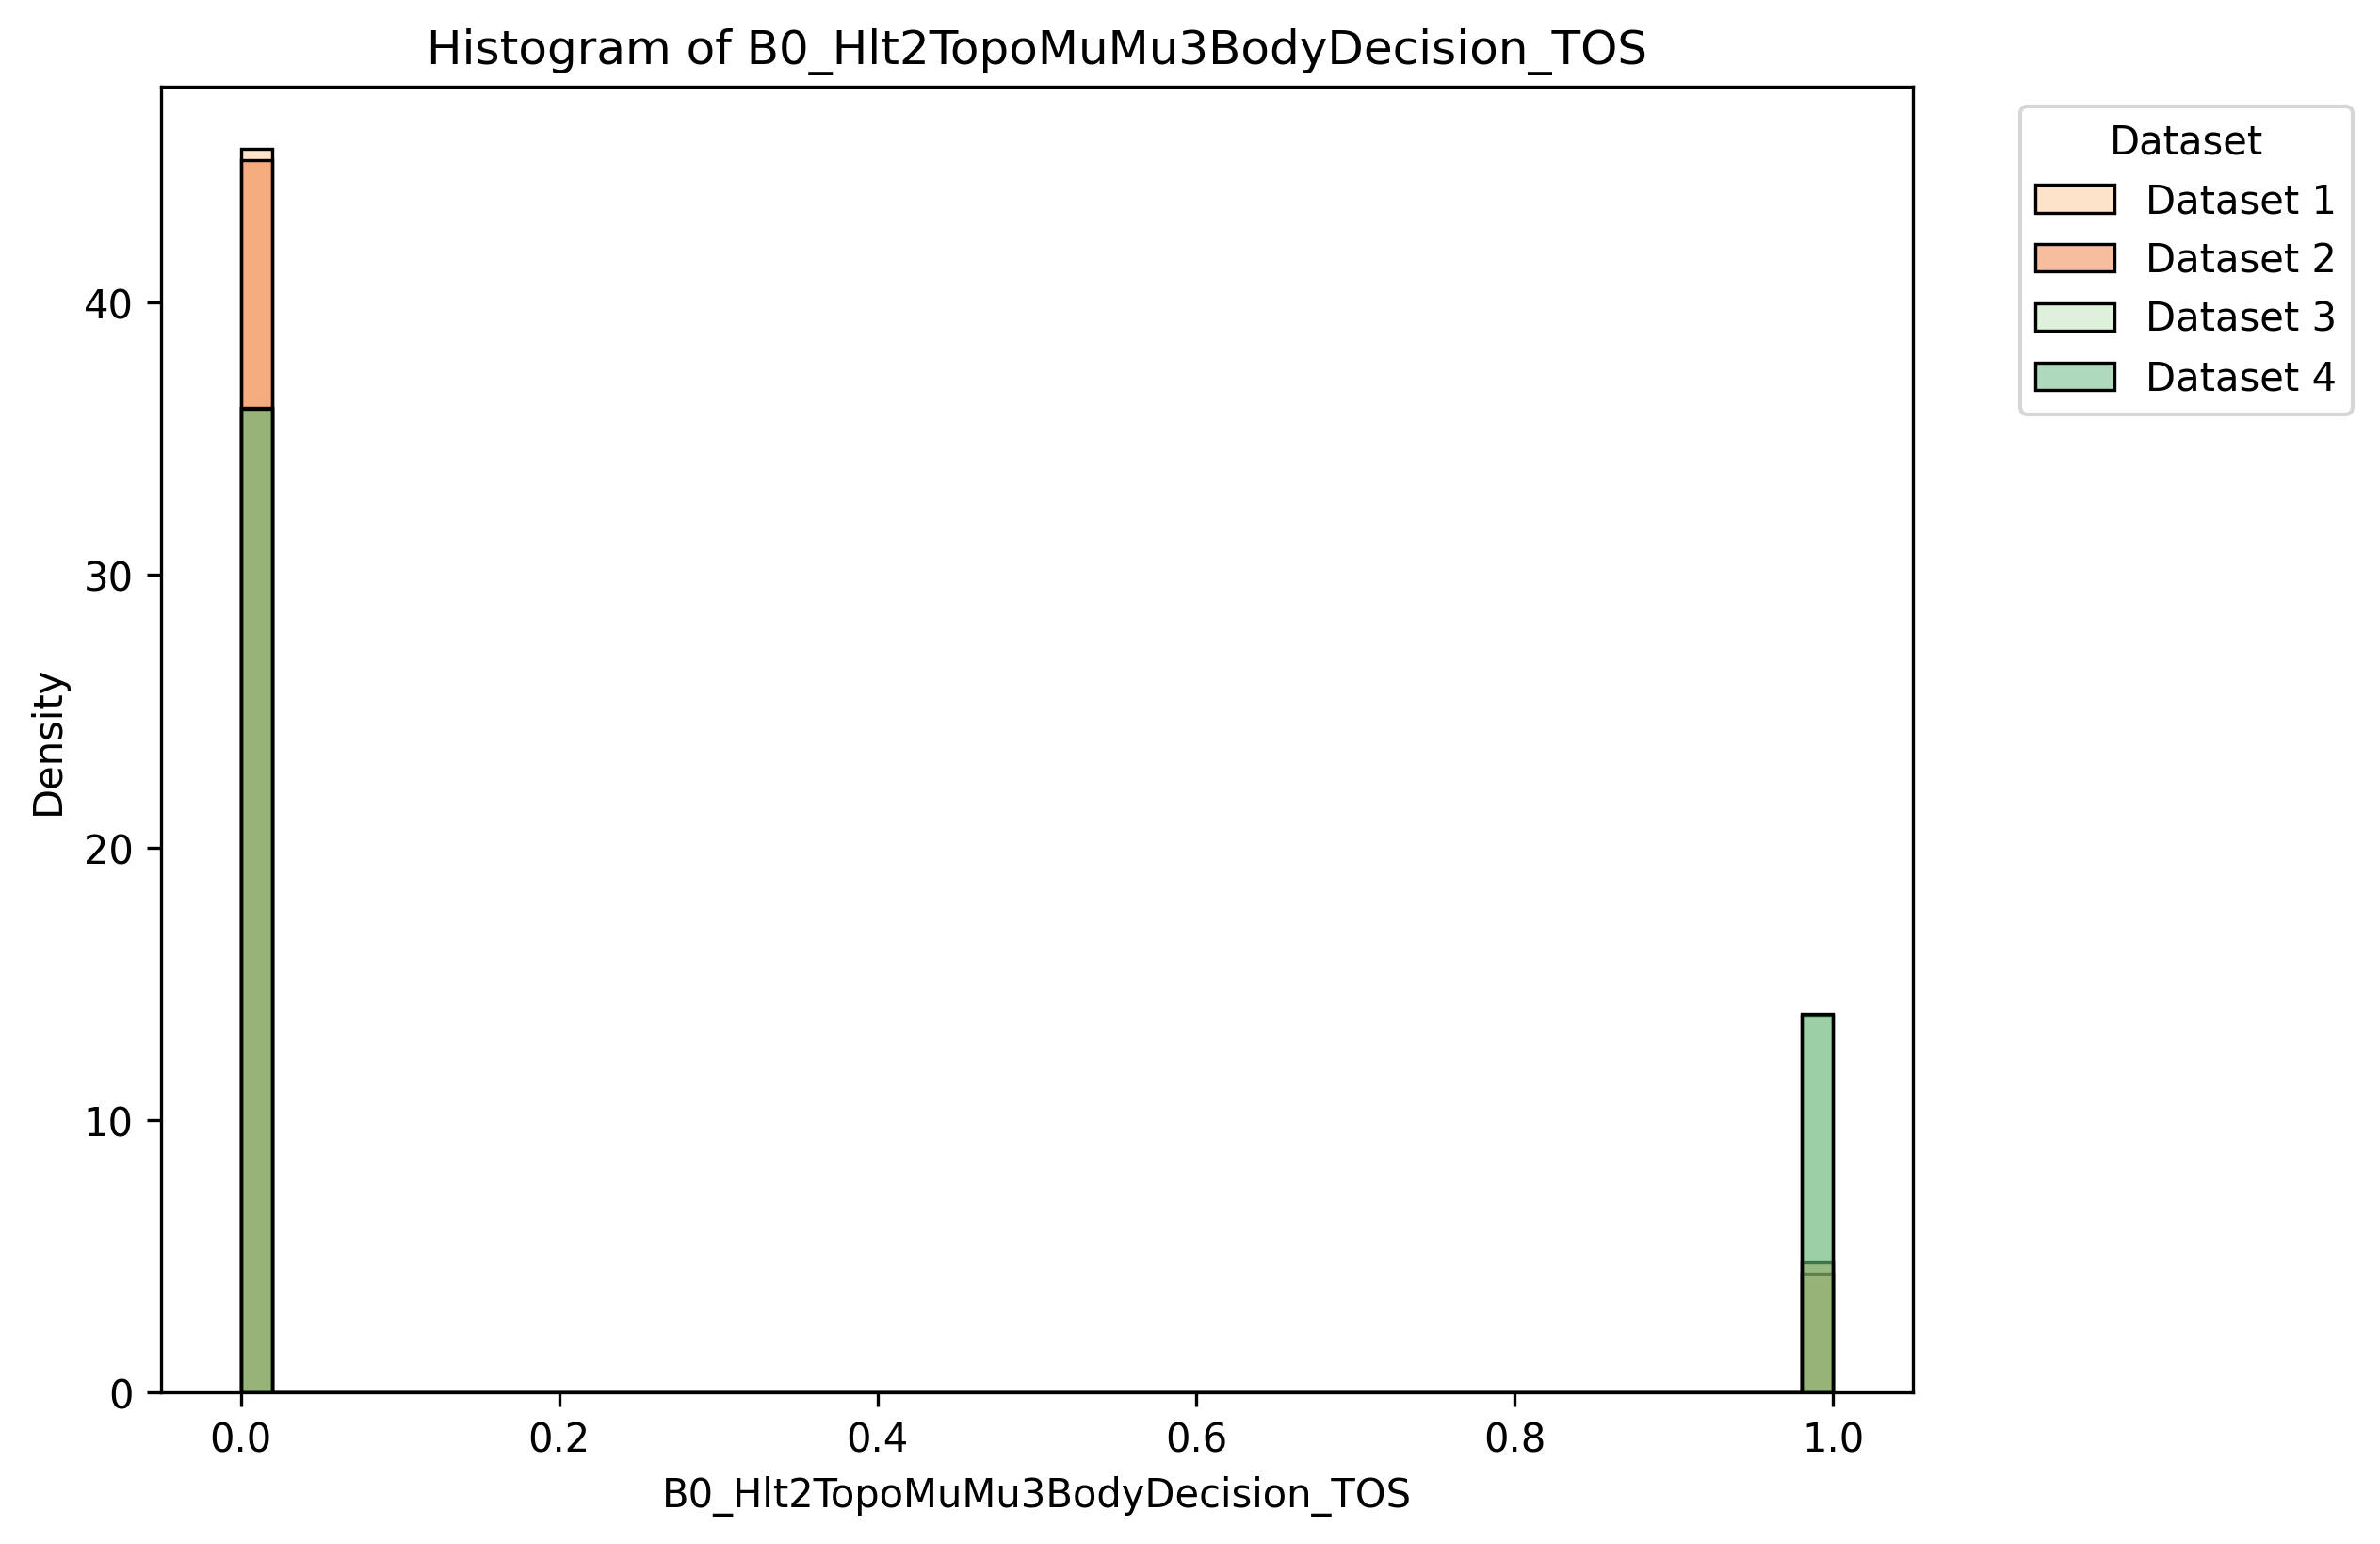 Histogram of B0_Hlt2TopoMuMu3BodyDecision_TOS
Dataset
Dataset 1
Dataset 2
Dataset 3
Dataset 4
Density
40
30
20
10
0
0.0 0.2 0.4 0.6 0.8 1.0
B0_Hlt2TopoMuMu3BodyDecision_TOS